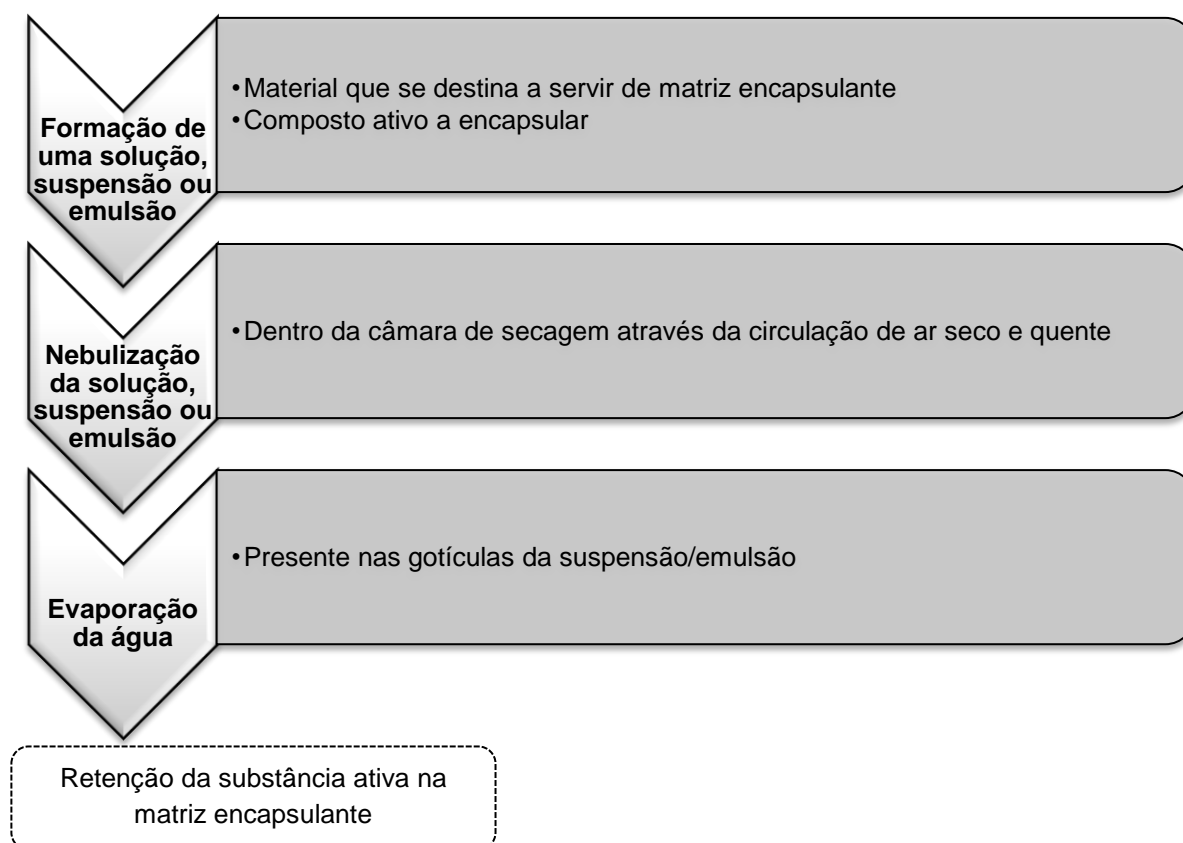 Formação de
uma solução,
suspensão ou
emulsão
•Material que se destina a servir de matriz encapsulante
•Composto ativo a encapsular
Nebulização
da solução,
suspensão ou
emulsão
•Dentro da câmara de secagem através da circulação de ar seco e quente
Evaporação
da água
•Presente nas gotículas da suspensão/emulsão
Retenção da substância ativa na
matriz encapsulante